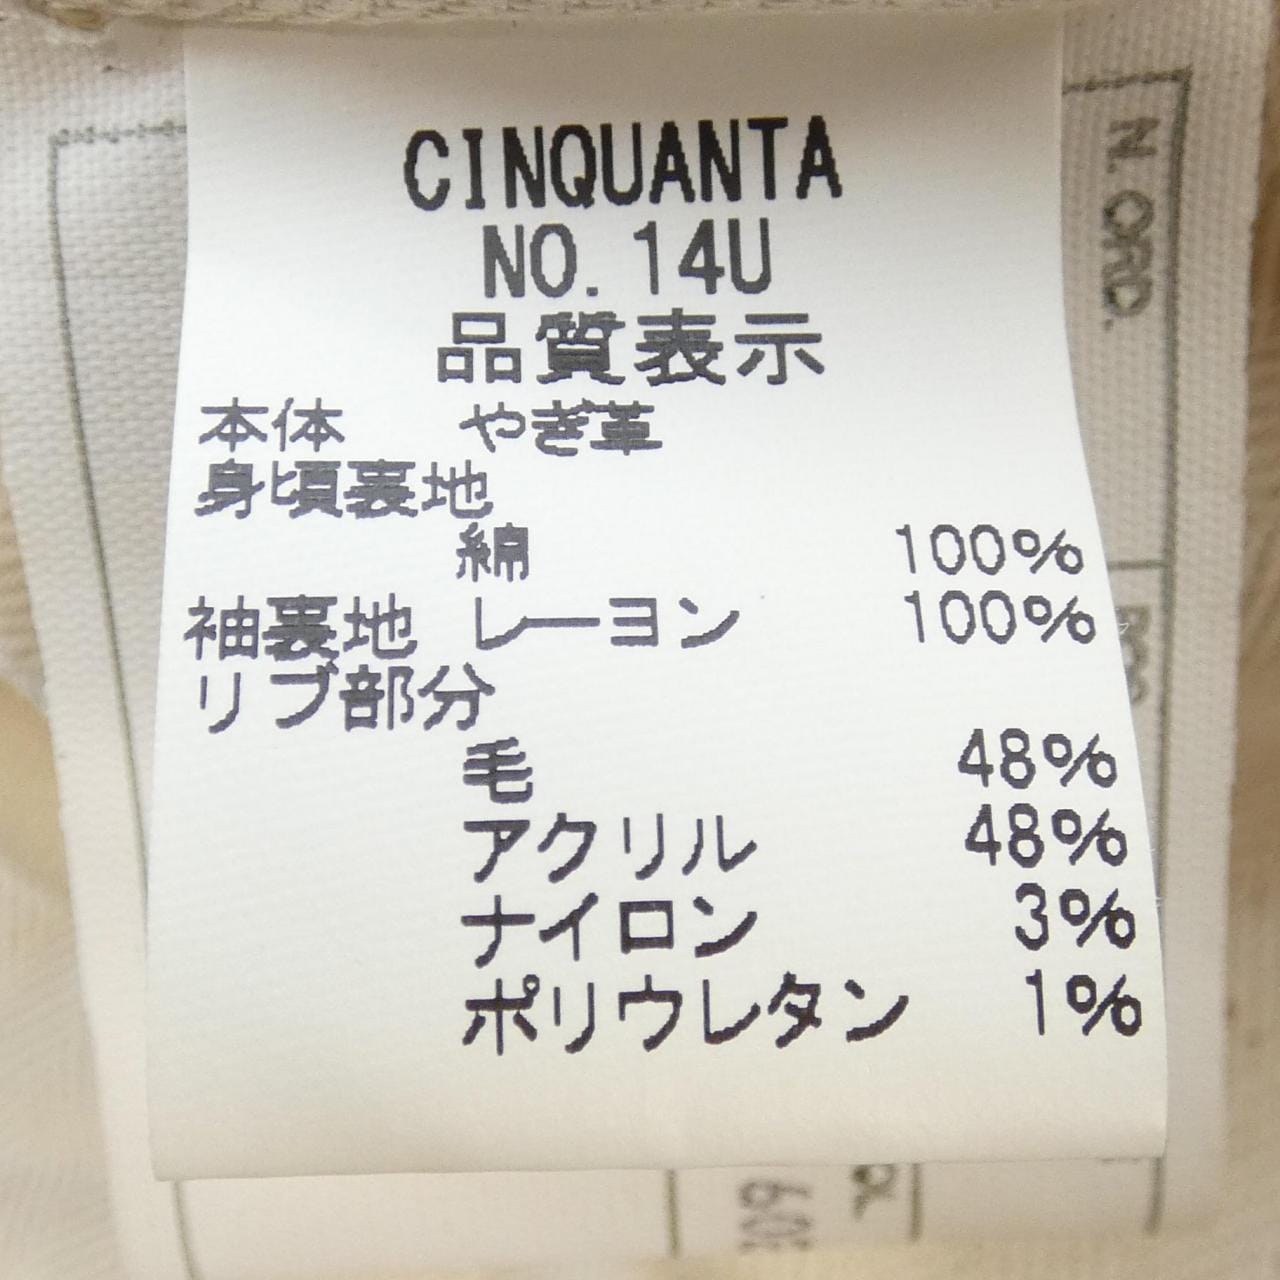 CINQUANTA
NO. 14U
品質表示
本体 やぎ革
身頃裏地
綿 100%
袖裏地 レーヨン 100%
リブ部分
毛 48%
アクリル 48%
ナイロン 3%
ポリウレタン 1%
N. ORD.